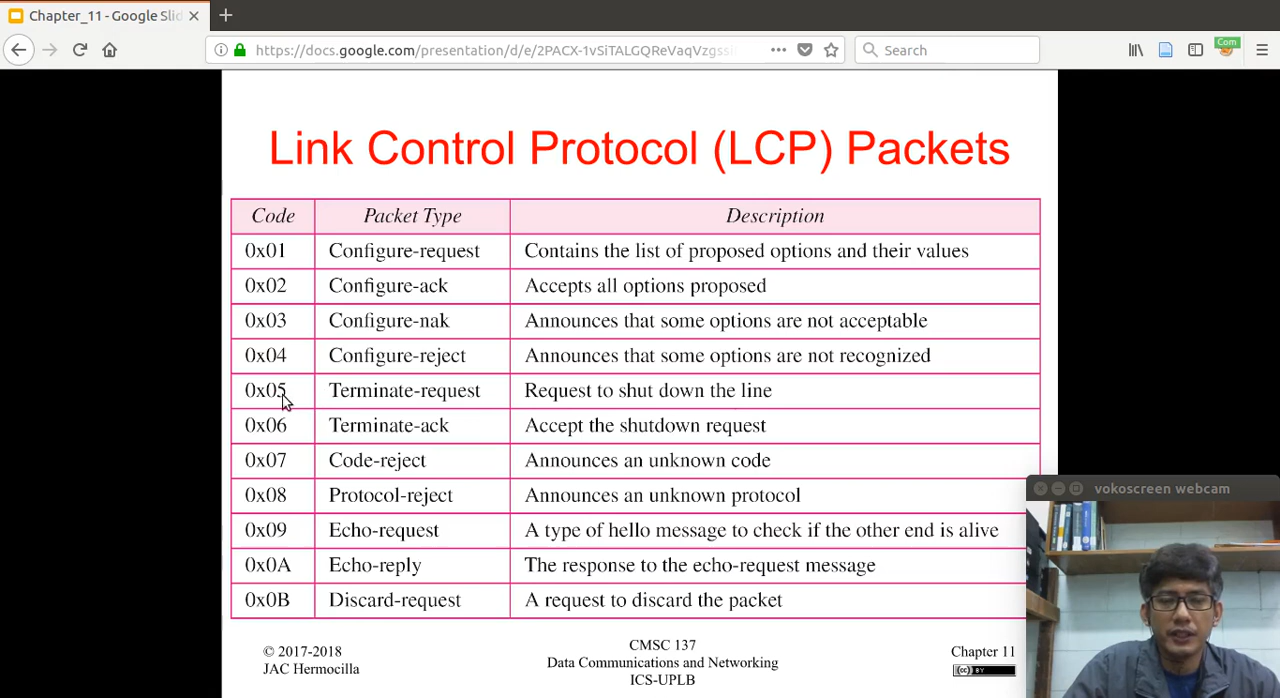 Chapter_11 - Google Slid
https://docs.google.com/presentation/d/e/2PACX-1vSiTALGQReVaqVzgss
Search
Com
Link Control Protocol (LCP) Packets
Code Packet Type Description
0x01 Configure-request Contains the list of proposed options and their values
0x02 Configure-ack Accepts all options proposed
0x03 Configure-nak Announces that some options are not acceptable
0x04 Configure-reject Announces that some options are not recognized
0x05 Terminate-request Request to shut down the line
0x06 Terminate-ack Accept the shutdown request
0x07 Code-reject Announces an unknown code
0x08 Protocol-reject Announces an unknown protocol
0x09 Echo-request A type of hello message to check if the other end is alive
0x0A Echo-reply The response to the echo-request message
0x0B Discard-request A request to discard the packet
vokoscreen webcam
© 2017-2018
JAC Hermocilla
CMSC 137
Data Communications and Networking
ICS-UPLB
Chapter 11
(cc) BY